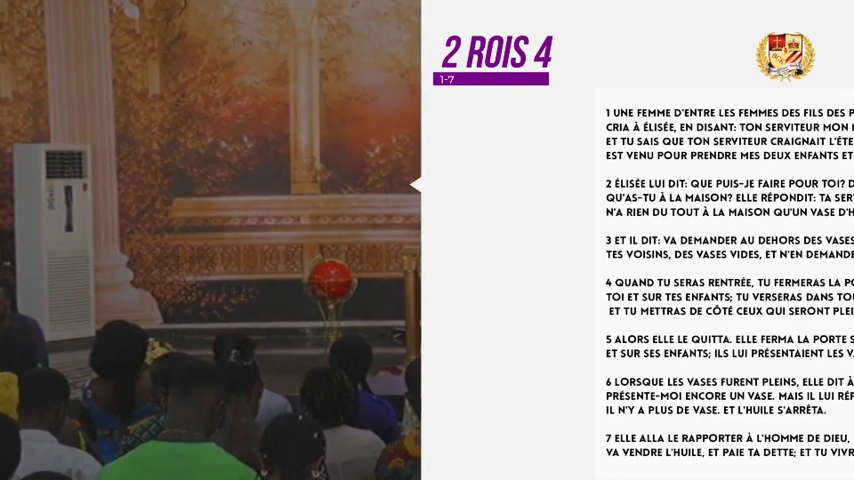 2 ROIS 4
1-7
1 UNE FEMME D'ENTRE LES FEMMES DES FILS DES
CRIA À ÉLISÉE, EN DISANT: TON SERVITEUR MON
ET TU SAIS QUE TON SERVITEUR CRAIGNAIT
EST VENU POUR PRENDRE MES DEUX ENFANTS ET
2 ÉLISÉE LUI DIT: QUE PUIS-JE FAIRE POUR TOI?
QU'AS-TU À LA MAISON? ELLE RÉPONDIT: TA
N'A RIEN DU TOUT À LA MAISON QU'UN VASE
3 ET IL DIT: VA DEMANDER AU DEHORS DES VASES
TES VOISINS, DES VASES VIDES, ET N'EN
4 QUAND TU SERAS RENTRÉE, TU FERMERAS LA
TOI ET SUR TES ENFANTS; TU VERSERAS DANS
ET TU METTRAS DE CÔTÉ CEUX QUI SERONT
5 ALORS ELLE LE QUITTA. ELLE FERMA LA PORTE
ET SUR SES ENFANTS; ILS LUI PRÉSENTAIENT LES
6 LORSQUE LES VASES FURENT PLEINS, ELLE DIT À
PRÉSENTE-MOI ENCORE UN VASE. MAIS IL LUI
IL N'Y A PLUS DE VASE. ET L'HUILE S'ARRÊTA.
7 ELLE ALLA LE RAPPORTER À L'HOMME DE DIEU,
VA VENDRE L'HUILE, ET PAIE TA DETTE; ET TU